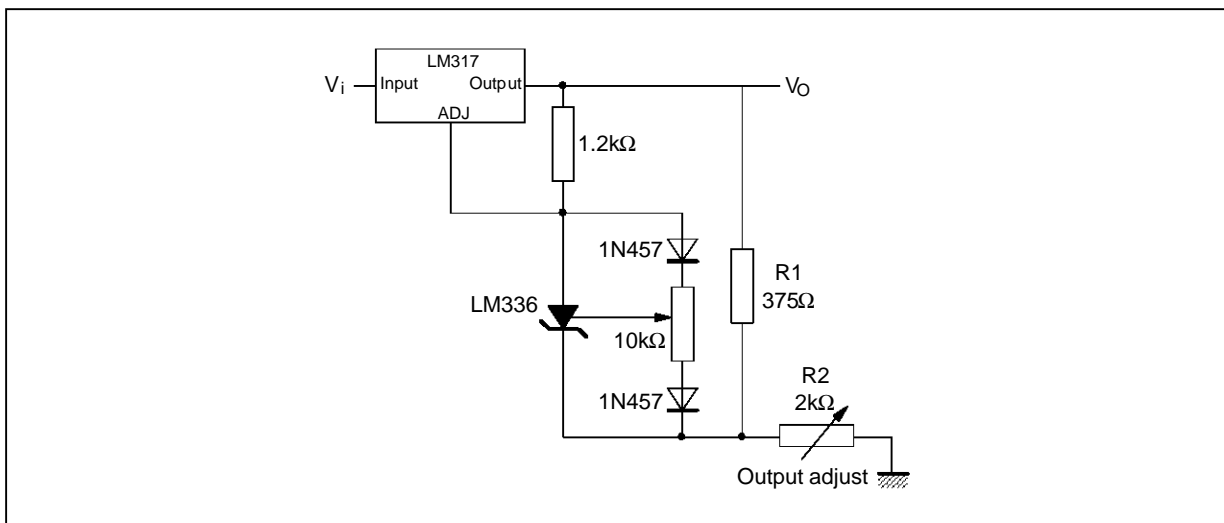 LM317
Vi
Input
Output
VO
ADJ
1.2kΩ
1N457
R1
375Ω
LM336
10kΩ
R2
2kΩ
1N457
Output adjust